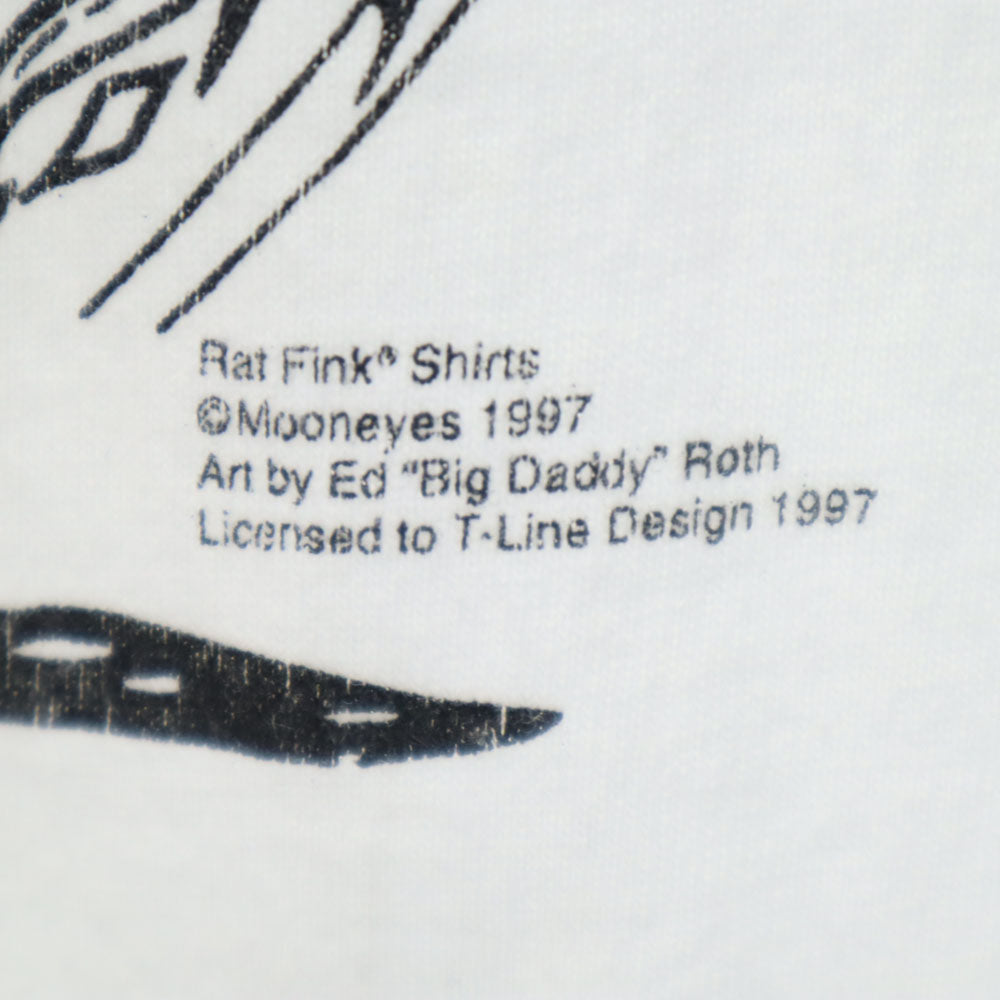 Rat Fink® Shirts
©Mooneyes 1997
Art by Ed “Big Daddy” Roth
Licensed to T-Line Design 1997